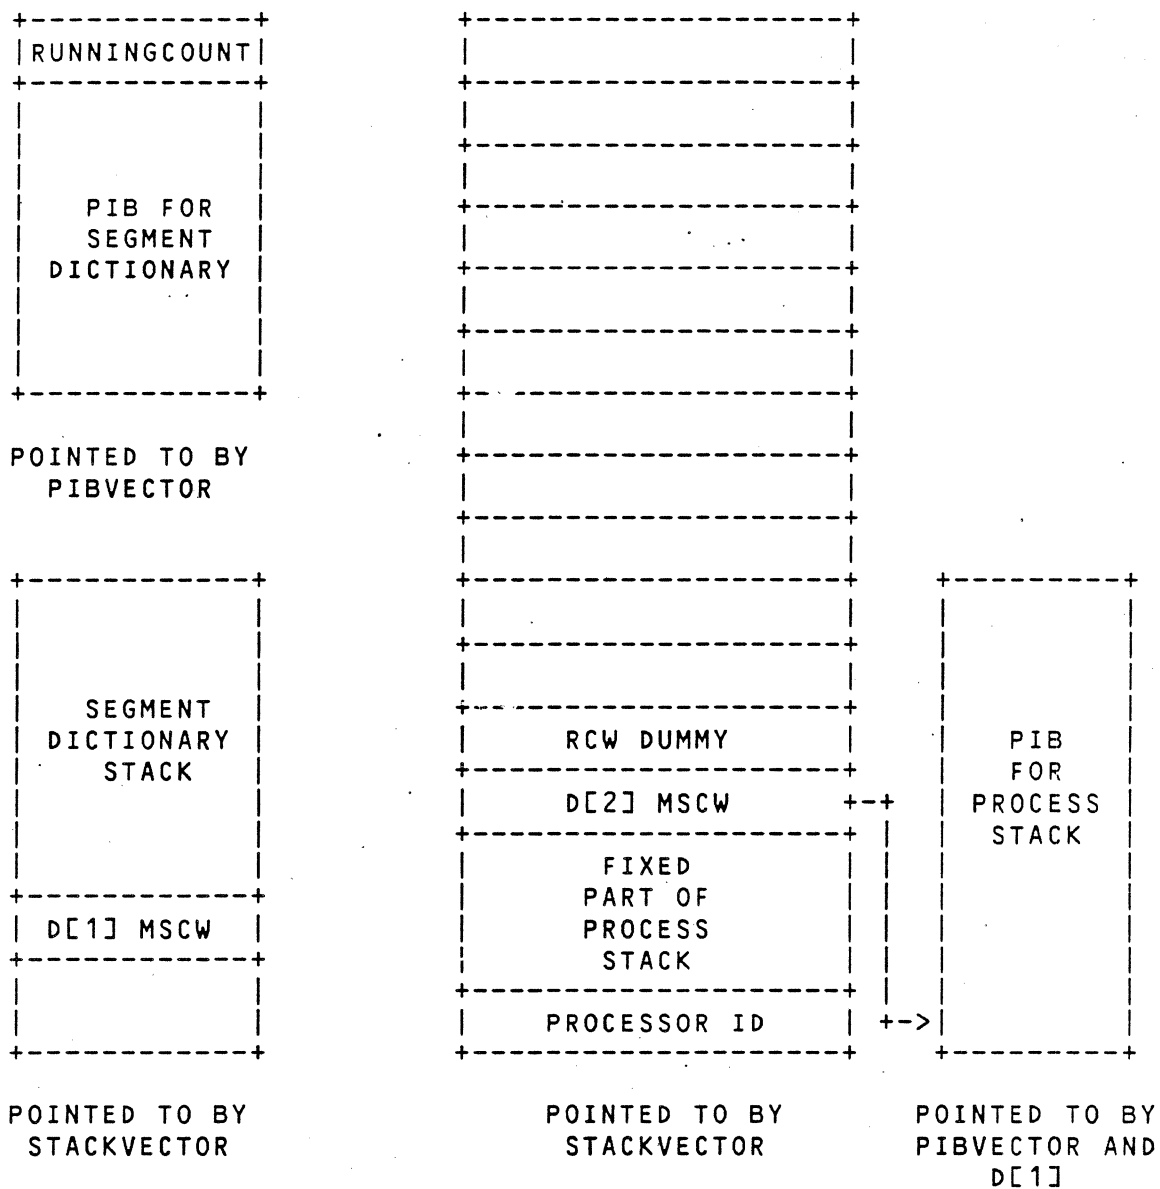 RUNNINGCOUNT
PIB FOR
SEGMENT
DICTIONARY
POINTED TO BY
PIBVECTOR
SEGMENT
DICTIONARY
STACK
D[1] MSCW
POINTED TO BY
STACKVECTOR
RCW DUMMY
D[2] MSCW
FIXED
PART OF
PROCESS
STACK
PROCESSOR ID
POINTED TO BY
STACKVECTOR
PIB
FOR
PROCESS
STACK
POINTED TO BY
PIBVECTOR AND
D[1]